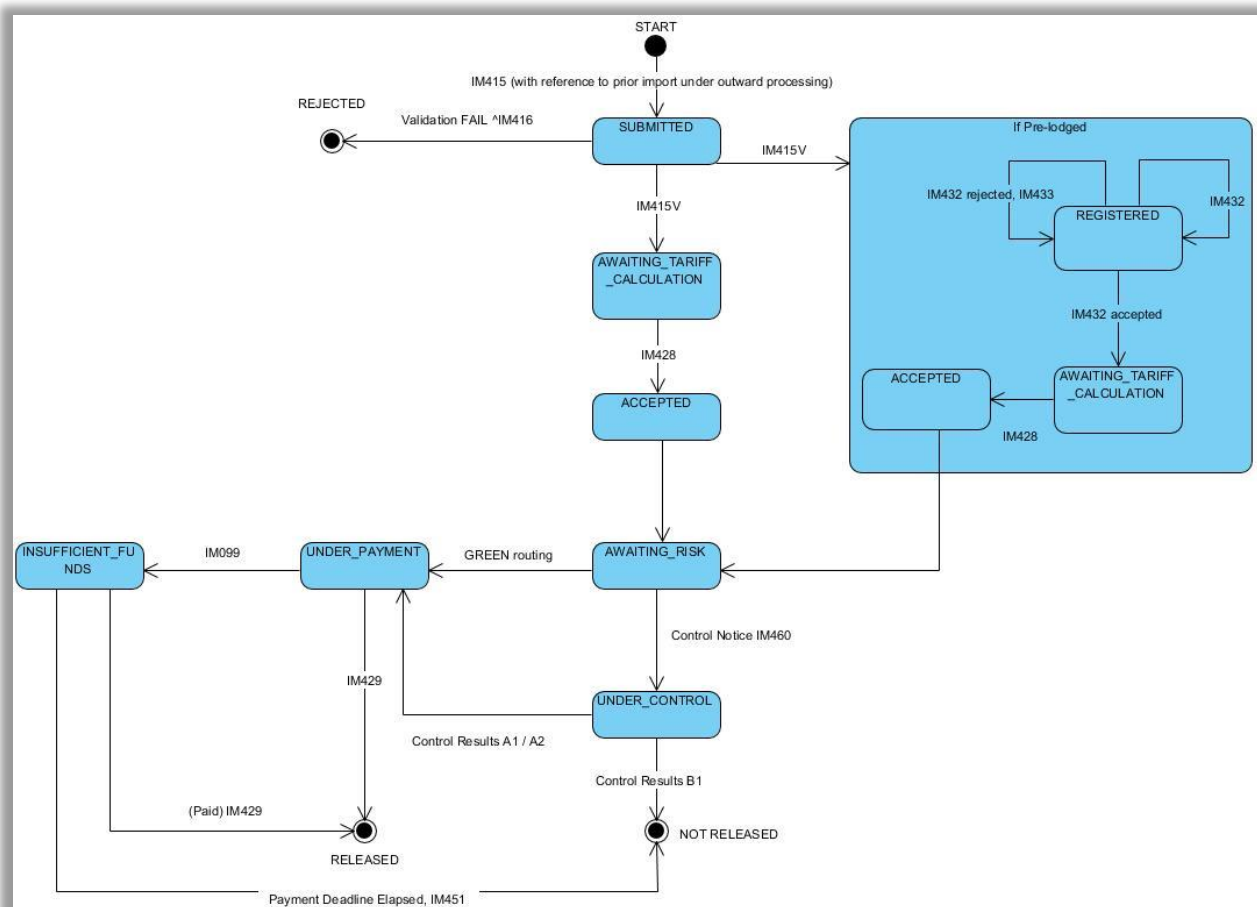 START
IM415 (with reference to prior import under outward processing)
REJECTED
Validation FAIL ^IM416
SUBMITTED
If Pre-lodged
IM415V
IM415V
IM432 rejected, IM433
IM432
REGISTERED
AWAITING_TARIFF
_CALCULATION
IM432 accepted
IM428
ACCEPTED
AWAITING_TARIFF
_CALCULATION
IM428
ACCEPTED
INSUFFICIENT_FU
NDS
IM099
UNDER_PAYMENT
GREEN routing
AWAITING_RISK
Control Notice IM460
IM429
UNDER_CONTROL
Control Results A1 / A2
Control Results B1
(Paid) IM429
RELEASED
NOT RELEASED
Payment Deadline Elapsed, IM451